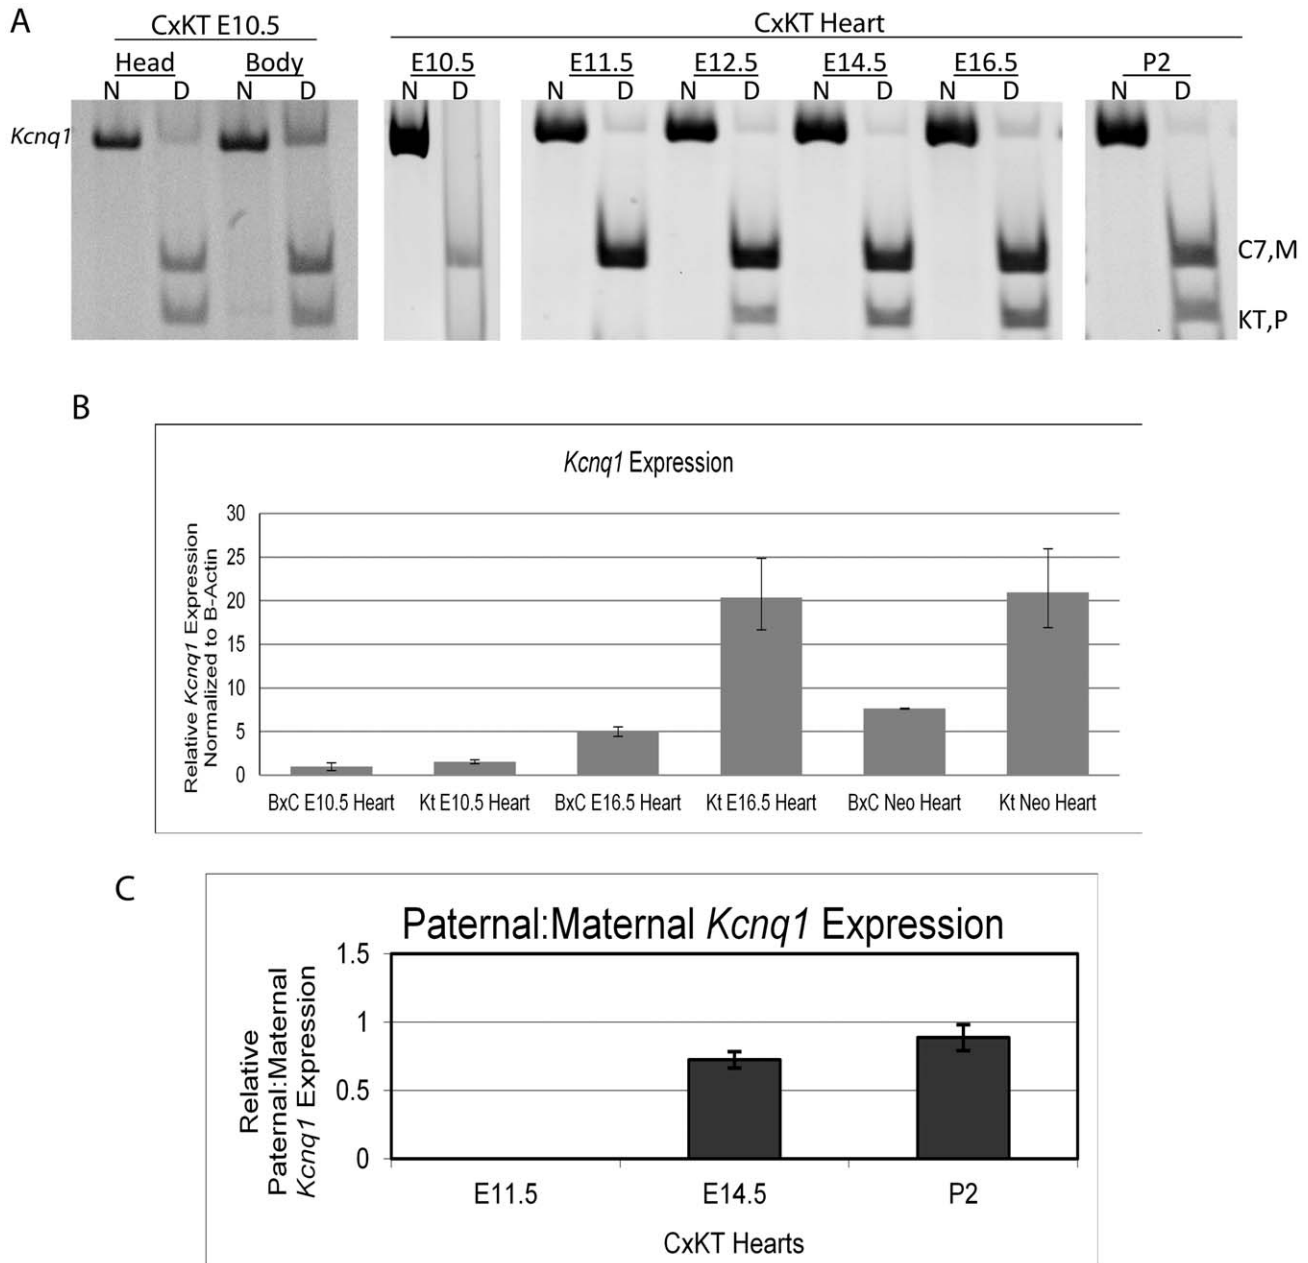 A
CxKT E10.5
CxKT Heart
Head Body E10.5 E11.5 E12.5 E14.5 E16.5 P2
N D N D N D N D N D N D N D N D
Kcnq1
C7,M
KT,P
B
Kcnq1 Expression
Relative Kcnq1 Expression
Normalized to B-Actin
30
25
20
15
10
5
0
BxC E10.5 Heart Kt E10.5 Heart BxC E16.5 Heart Kt E16.5 Heart BxC Neo Heart Kt Neo Heart
C
Paternal:Maternal Kcnq1 Expression
Relative
Paternal:Maternal
Kcnq1 Expression
1.5
1
0.5
0
E11.5 E14.5 P2
CxKT Hearts